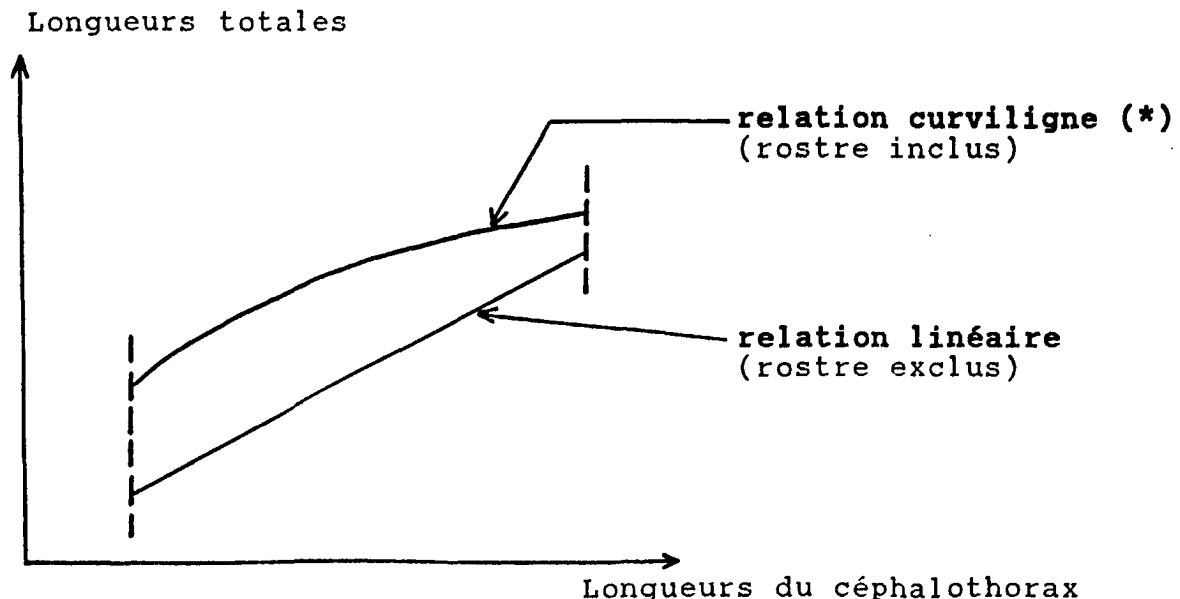 Longueurs totales
relation curviligne (*)
(rostre inclus)
relation linéaire
(rostre exclus)
Longueurs du céphalothorax